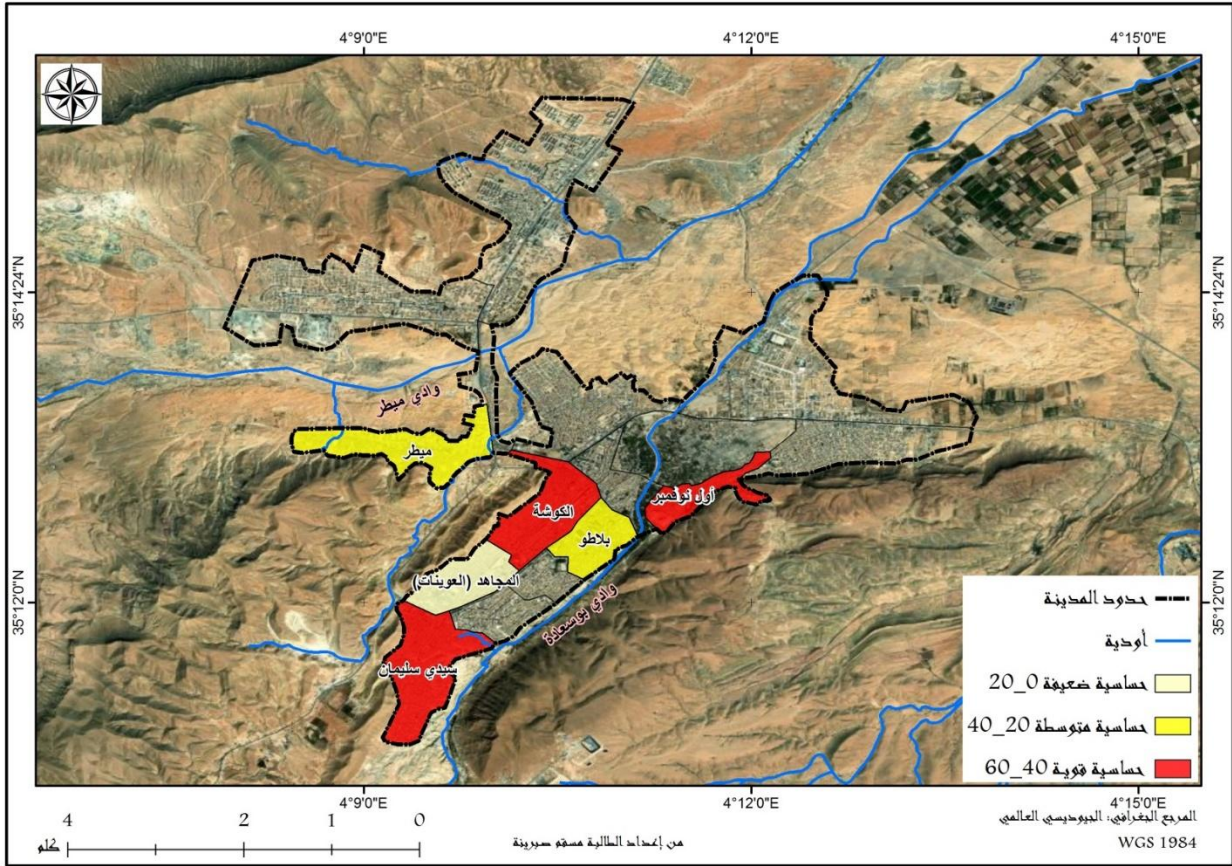 4°9'0"E
4°12'0"E
4°15'0"E
35°14'24"N
35°14'24"N
وادي ميطر
ميطر
أول نوفمبر
الكوشة
بلاطو
المجاهد (العوينات)
35°12'0"N
35°12'0"N
وادي بوسعادة
سيدي سليمان
حدود المدينة
أودية
حساسية ضعيفة 0_20
حساسية متوسطة 20_40
حساسية قوية 40_60
4°9'0"E
4°12'0"E
4°15'0"E
4 2 1 0
كلم
من إعداد الطالبة مسقم صبرينة
المرجع الجغرافي: الجيوديسي العالمي
WGS 1984